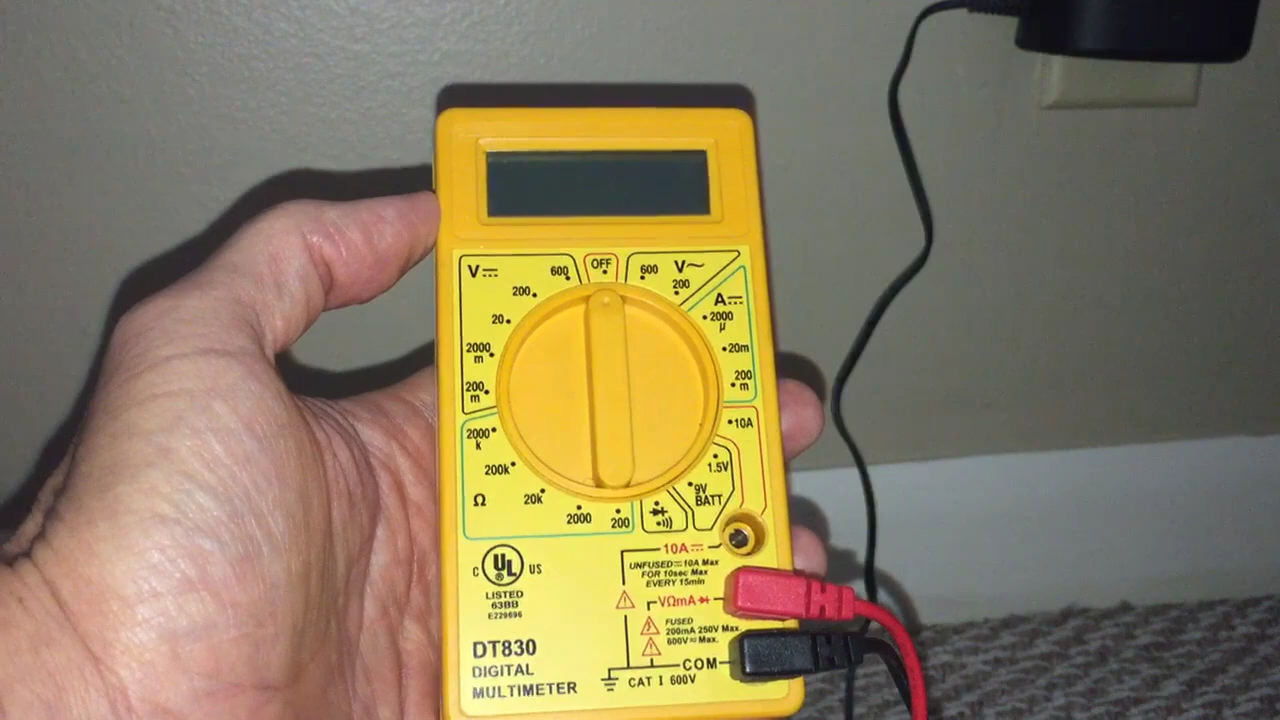 V⎓
600
OFF
600
V~
200
200
A⎓
2000
µ
20
20m
2000
m
200
m
200
m
10A
2000
k
1.5V
200k
9V
BATT
Ω
20k
2000
200
10A⎓
UNFUSED⎓10A Max
FOR 10sec Max
EVERY 15min
C UL US
®
LISTED
63BB
E229696
VΩmA
FUSED
200mA 250V Max.
600V≂Max.
DT830
DIGITAL
MULTIMETER
COM
CAT I 600V